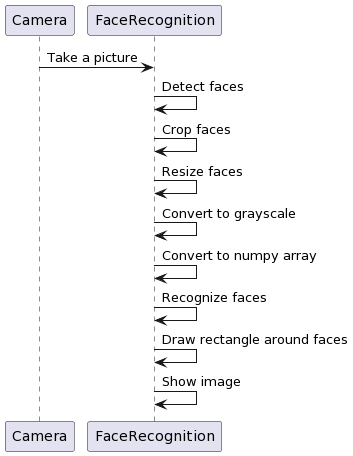 Camera FaceRecognition
Take a picture
Detect faces
Crop faces
Resize faces
Convert to grayscale
Convert to numpy array
Recognize faces
Draw rectangle around faces
Show image
Camera FaceRecognition